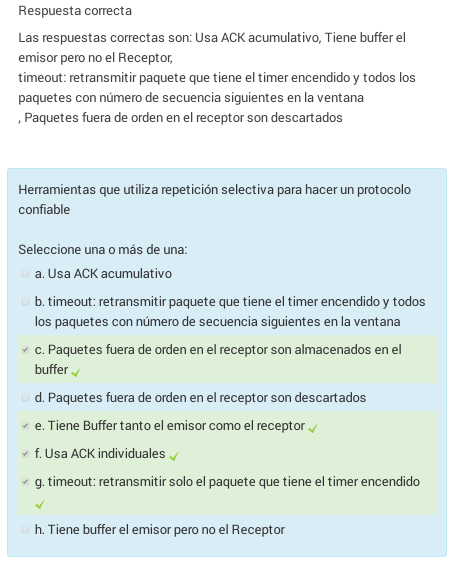 Respuesta correcta
Las respuestas correctas son: Usa ACK acumulativo, Tiene buffer el
emisor pero no el Receptor,
timeout: retransmitir paquete que tiene el timer encendido y todos los
paquetes con número de secuencia siguientes en la ventana
, Paquetes fuera de orden en el receptor son descartados
Herramientas que utiliza repetición selectiva para hacer un protocolo
confiable
Seleccione una o más de una:
a. Usa ACK acumulativo
b. timeout: retransmitir paquete que tiene el timer encendido y todos
los paquetes con número de secuencia siguientes en la ventana
c. Paquetes fuera de orden en el receptor son almacenados en el
buffer
d. Paquetes fuera de orden en el receptor son descartados
e. Tiene Buffer tanto el emisor como el receptor
f. Usa ACK individuales
g. timeout: retransmitir solo el paquete que tiene el timer encendido
h. Tiene buffer el emisor pero no el Receptor